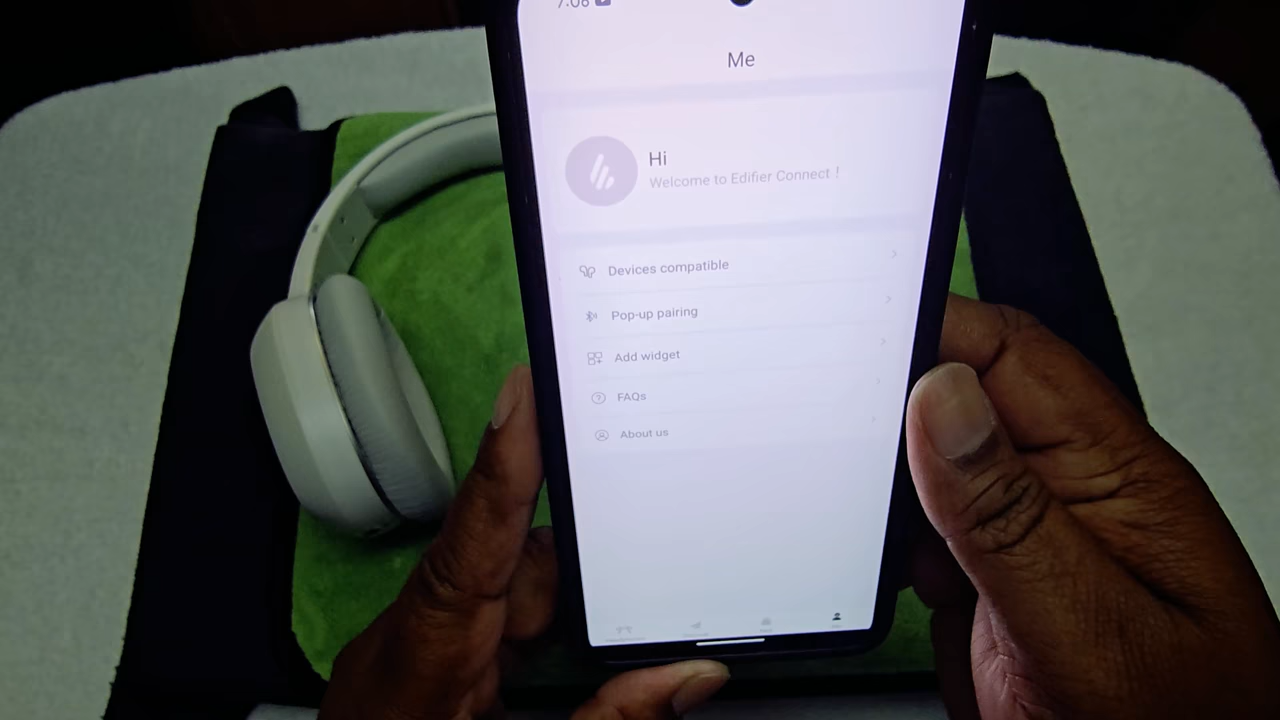 7:08
Me
Hi
Welcome to Edifier Connect !
Devices compatible
Pop-up pairing
Add widget
FAQs
About us